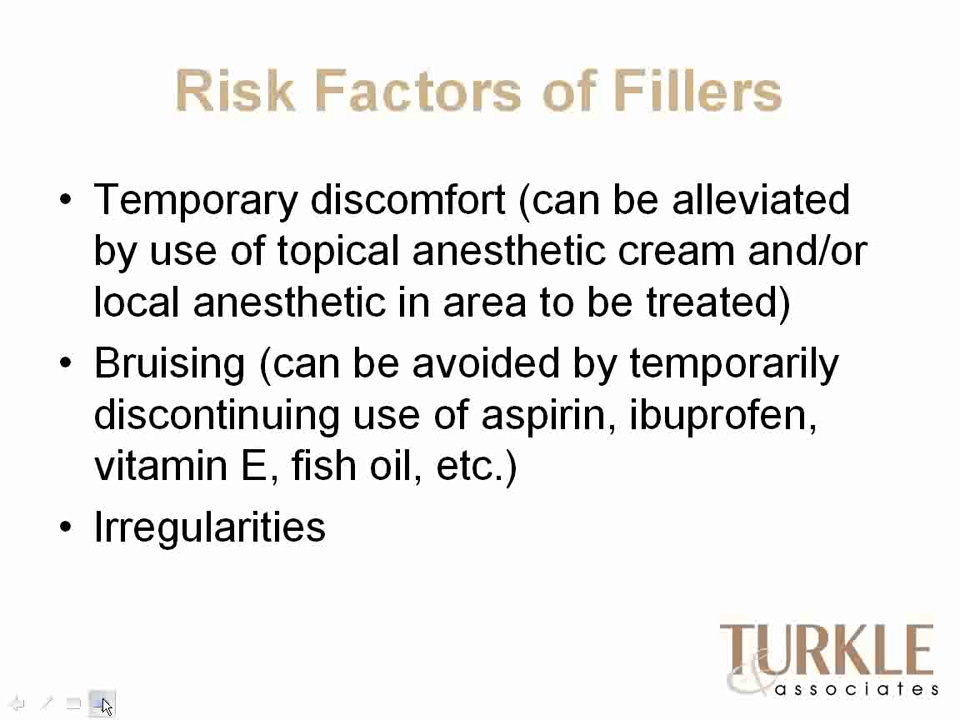 Risk Factors of Fillers
• Temporary discomfort (can be alleviated
by use of topical anesthetic cream and/or
local anesthetic in area to be treated)
• Bruising (can be avoided by temporarily
discontinuing use of aspirin, ibuprofen,
vitamin E, fish oil, etc.)
• Irregularities
TURKLE
& associates